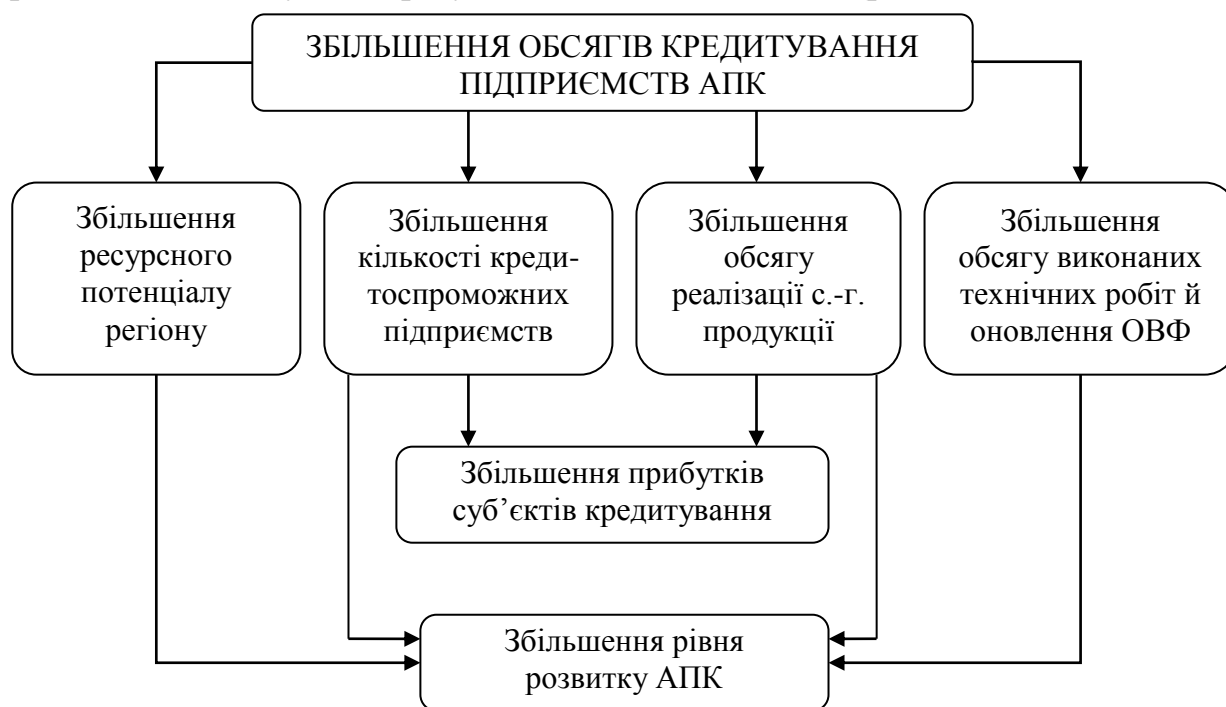 ЗБІЛЬШЕННЯ ОБСЯГІВ КРЕДИТУВАННЯ
ПІДПРИЄМСТВ АПК
Збільшення
ресурсного
потенціалу
регіону
Збільшення
кількості креди-
тоспроможних
підприємств
Збільшення
обсягу
реалізації с.-г.
продукції
Збільшення
обсягу виконаних
технічних робіт й
оновлення ОВФ
Збільшення прибутків
суб’єктів кредитування
Збільшення рівня
розвитку АПК